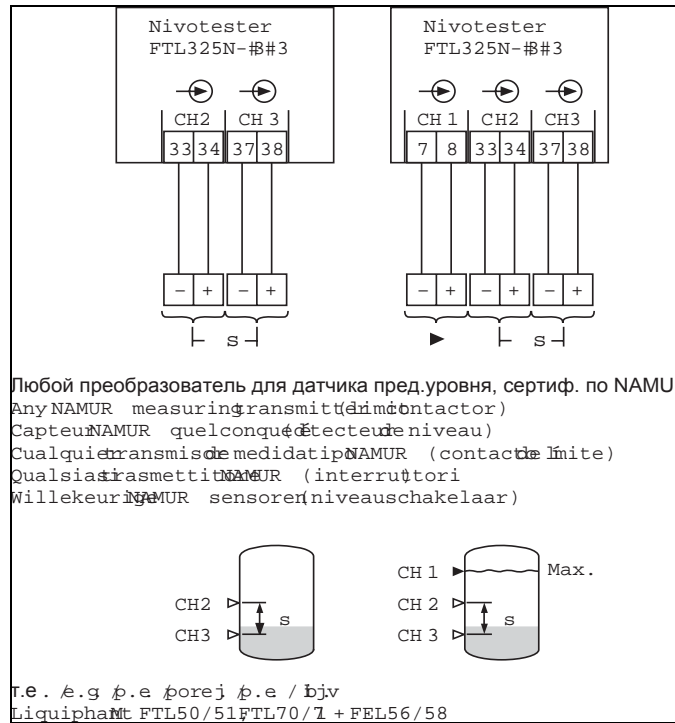 Nivotester
FTL325N-#3#3
CH2 CH 3
33 34 37 38
– + – +
s
Nivotester
FTL325N-#3#3
CH 1 CH2 CH3
7 8 33 34 37 38
– + – + – +
s
Любой преобразователь для датчика пред.уровня, сертиф. по NAMU
Any NAMUR measuring transmitter (limit contactor)
Capteur NAMUR quelconque (détecteur de niveau)
Cualquier transmisor de medida tipo NAMUR (contacto de límite)
Qualsiasi trasmettitore NAMUR (interruttori
Willekeurige NAMUR sensoren (niveauschakelaar)
CH2
CH3
s
CH 1
CH 2
CH 3
s
Max.
т.е. /e.g. /p.e /por ej. /p.e / bijv
Liquiphant M FTL50/51, FTL70/71 + FEL56/58